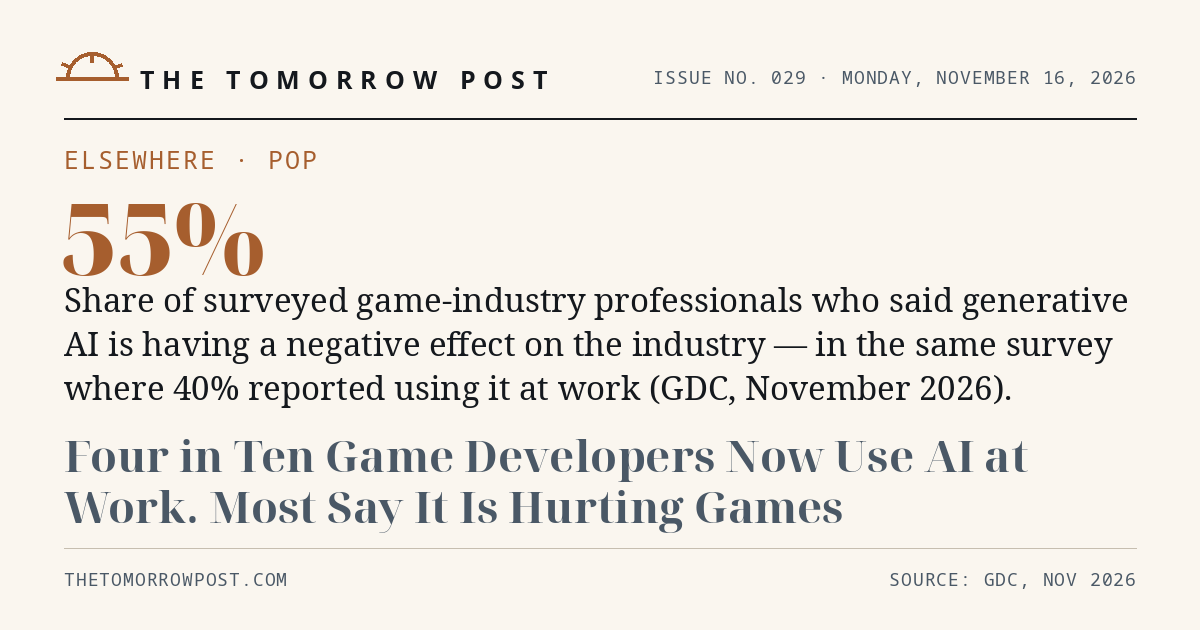 THE TOMORROW POST
ISSUE NO. 029 · MONDAY, NOVEMBER 16, 2026
ELSEWHERE · POP
55%
Share of surveyed game-industry professionals who said generative
AI is having a negative effect on the industry — in the same survey
where 40% reported using it at work (GDC, November 2026).
Four in Ten Game Developers Now Use AI at
Work. Most Say It Is Hurting Games
THETOMORROWPOST.COM
SOURCE: GDC, NOV 2026